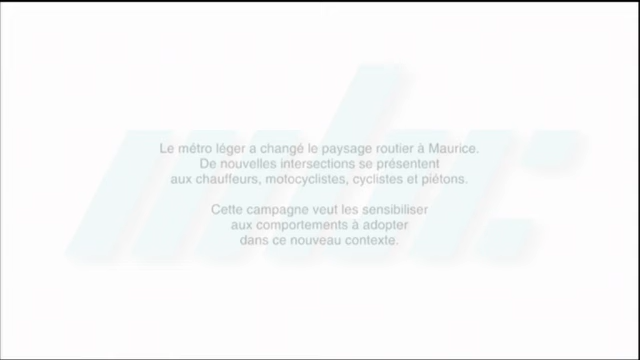 Le métro léger a changé le paysage routier à Maurice.
De nouvelles intersections se présentent
aux chauffeurs, motocyclistes, cyclistes et piétons.
Cette campagne veut les sensibiliser
aux comportements à adopter
dans ce nouveau contexte.